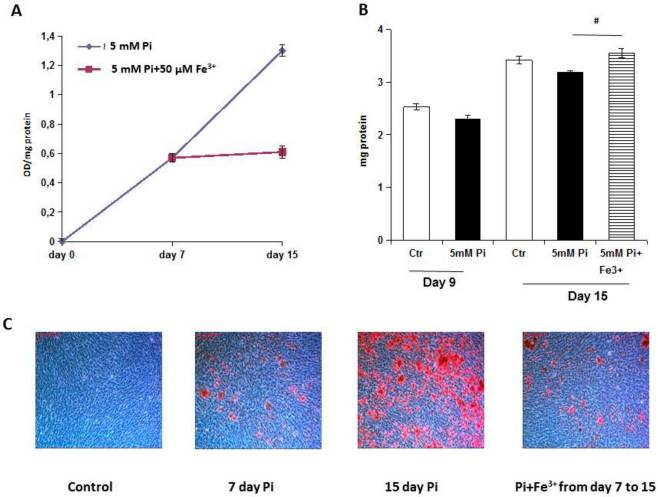 A
1,4
1,2
1
0,8
0,6
0,4
0,2
0
OD/mg protein
5 mM Pi
5 mM Pi+50 µM Fe³⁺
day 0
day 7
day 15
B
#
4
3
2
1
0
mg protein
Ctr
5mM Pi
Ctr
5mM Pi
5mM Pi+
Fe3+
Day 9
Day 15
C
Control
7 day Pi
15 day Pi
Pi+Fe³⁺ from day 7 to 15